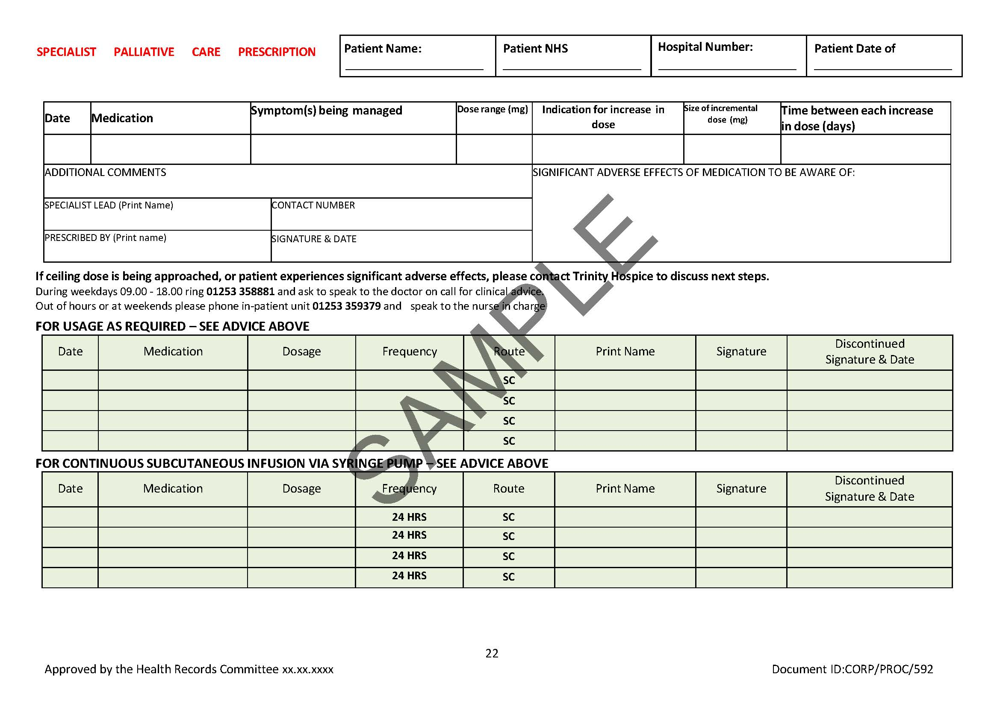 SPECIALIST PALLIATIVE CARE PRESCRIPTION
Patient Name:
Patient NHS
Hospital Number:
Patient Date of
Date
Medication
Symptom(s) being managed
Dose range (mg)
Indication for increase in
dose
Size of incremental
dose (mg)
Time between each increase
in dose (days)
ADDITIONAL COMMENTS
SIGNIFICANT ADVERSE EFFECTS OF MEDICATION TO BE AWARE OF:
SPECIALIST LEAD (Print Name)
CONTACT NUMBER
PRESCRIBED BY (Print name)
SIGNATURE & DATE
If ceiling dose is being approached, or patient experiences significant adverse effects, please contact Trinity Hospice to discuss next steps.
During weekdays 09.00 - 18.00 ring 01253 358881 and ask to speak to the doctor on call for clinical advice.
Out of hours or at weekends please phone in-patient unit 01253 359379 and speak to the nurse in charge
FOR USAGE AS REQUIRED – SEE ADVICE ABOVE
Date Medication Dosage Frequency Route Print Name Signature Discontinued
Signature & Date
SC
SC
SC
SC
FOR CONTINUOUS SUBCUTANEOUS INFUSION VIA SYRINGE PUMP – SEE ADVICE ABOVE
Date Medication Dosage Frequency Route Print Name Signature Discontinued
Signature & Date
24 HRS SC
24 HRS SC
24 HRS SC
24 HRS SC
SAMPLE
22
Approved by the Health Records Committee xx.xx.xxxx
Document ID:CORP/PROC/592